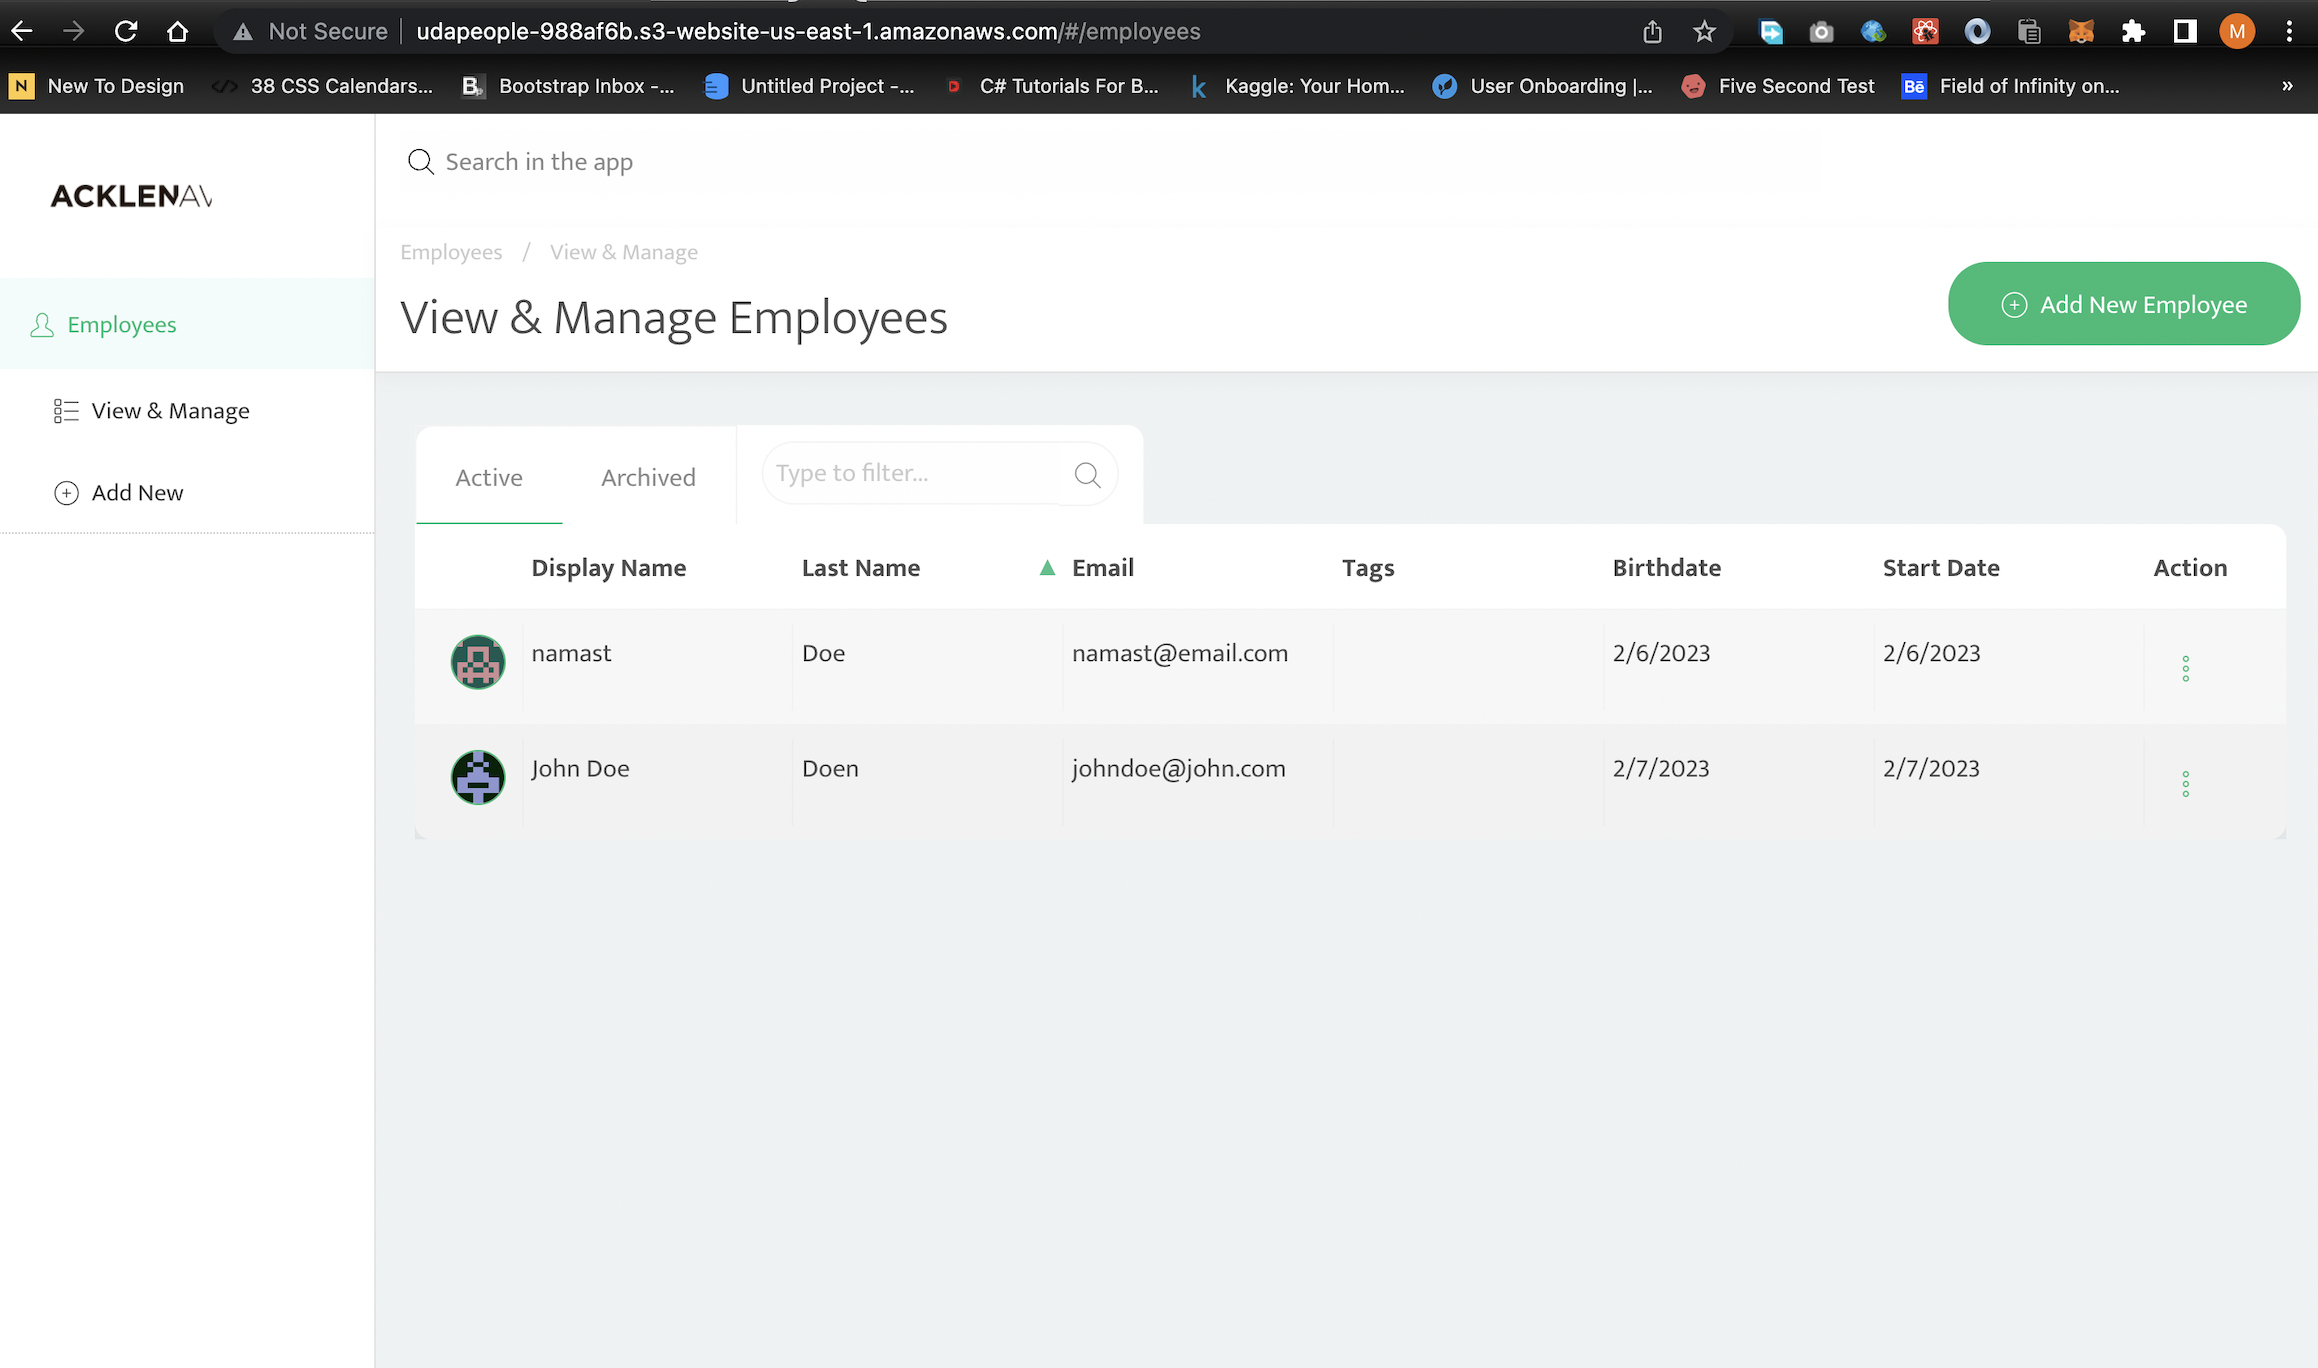 Not Secure udapeople-988af6b.s3-website-us-east-1.amazonaws.com/#/employees M
N New To Design </> 38 CSS Calendars... B Bootstrap Inbox -... Untitled Project -... D C# Tutorials For B... k Kaggle: Your Hom... User Onboarding |... Five Second Test Bē Field of Infinity on... »
Search in the app
ACKLENAV
Employees / View & Manage
View & Manage Employees
Add New Employee
Employees
View & Manage
Add New
Active Archived Type to filter...
Display Name Last Name ▲ Email Tags Birthdate Start Date Action
namast Doe namast@email.com 2/6/2023 2/6/2023
John Doe Doen johndoe@john.com 2/7/2023 2/7/2023